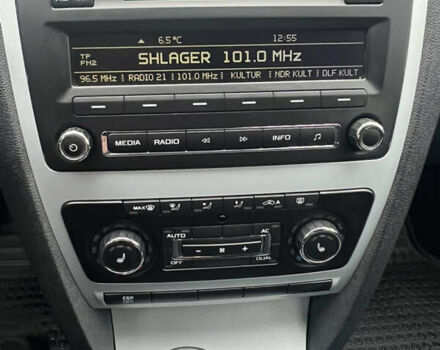 6.5 °C 12:55
TP
FM2
SHLAGER 101.0 MHz
96.5 MHz | RADIO 21 | 101.0 MHz | KULTUR | NDR KULT | DLF KULT
MEDIA RADIO INFO
MAX A
AUTO AC
- +
OFF DUAL
ESP
OFF